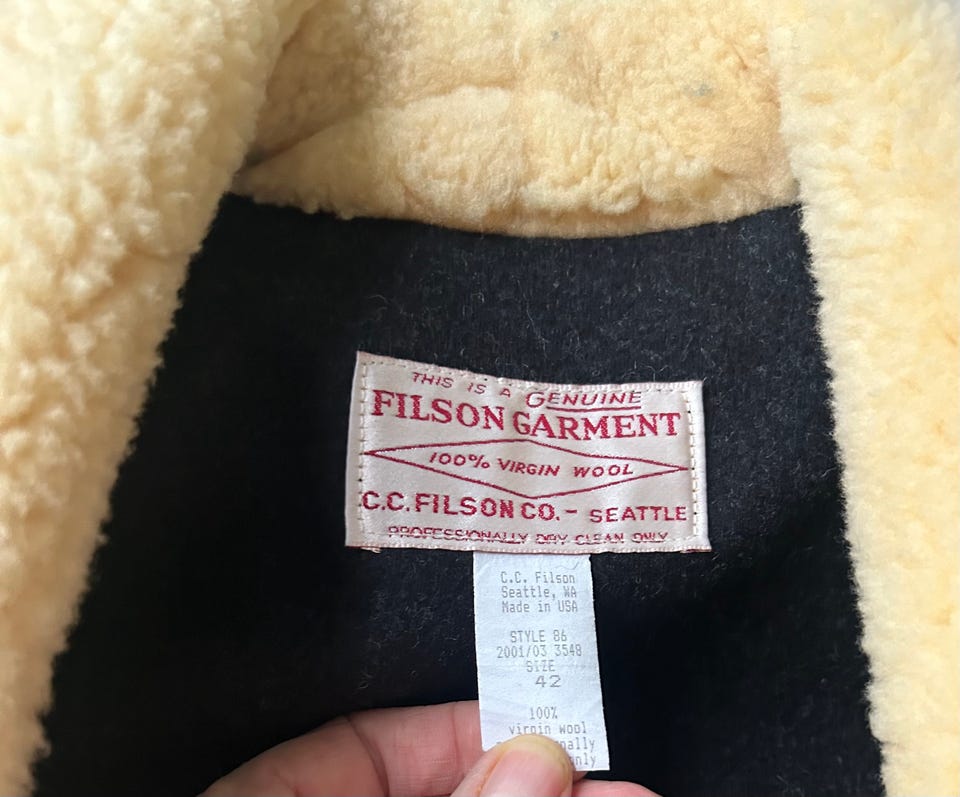 THIS IS A GENUINE
FILSON GARMENT
100% VIRGIN WOOL
C.C. FILSON CO. - SEATTLE
PROFESSIONALLY DRY CLEAN ONLY
C.C. Filson
Seattle, WA
Made in USA
STYLE 86
2001/03 3548
SIZE
42
100%
virgin wool